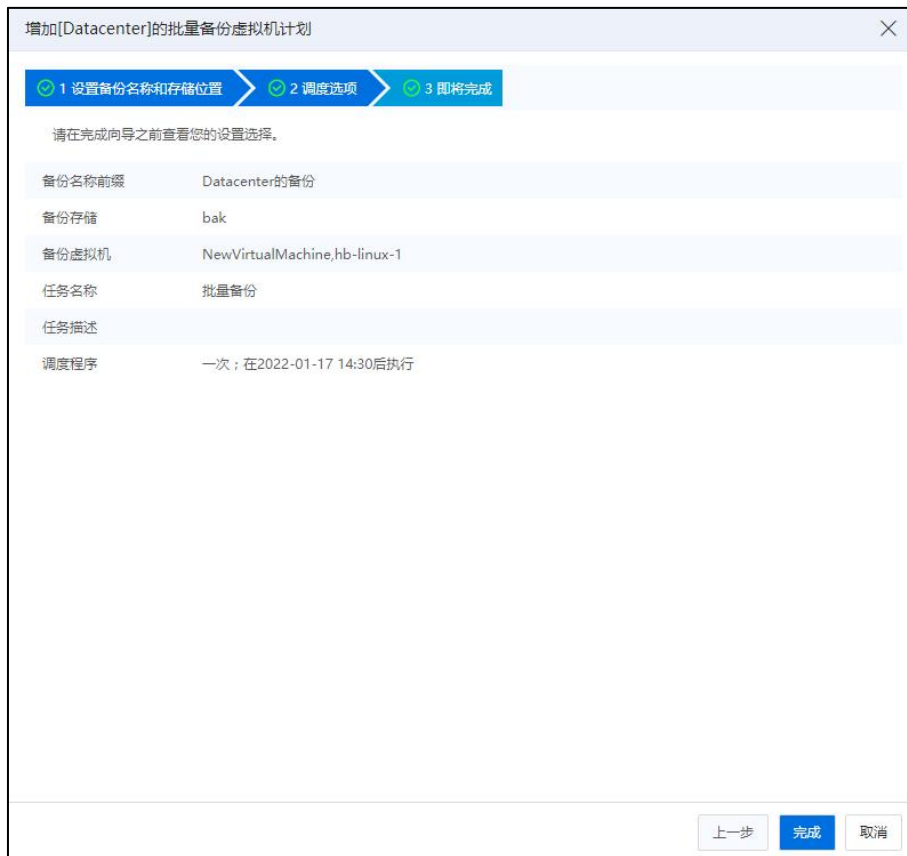 增加[Datacenter]的批量备份虚拟机计划
1 设置备份名称和存储位置 2 调度选项 3 即将完成
请在完成向导之前查看您的设置选择。
备份名称前缀 Datacenter的备份
备份存储 bak
备份虚拟机 NewVirtualMachine,hb-linux-1
任务名称 批量备份
任务描述
调度程序 一次；在2022-01-17 14:30后执行
上一步 完成 取消